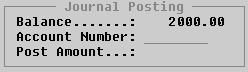 Journal Posting
Balance.......: 2000.00
Account Number:
Post Amount...: